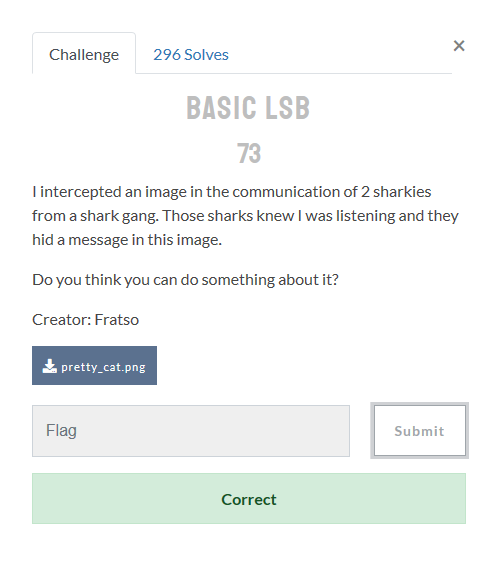 Challenge
296 Solves
×
BASIC LSB
73
I intercepted an image in the communication of 2 sharkies
from a shark gang. Those sharks knew I was listening and they
hid a message in this image.
Do you think you can do something about it?
Creator: Fratso
pretty_cat.png
Flag
Submit
Correct